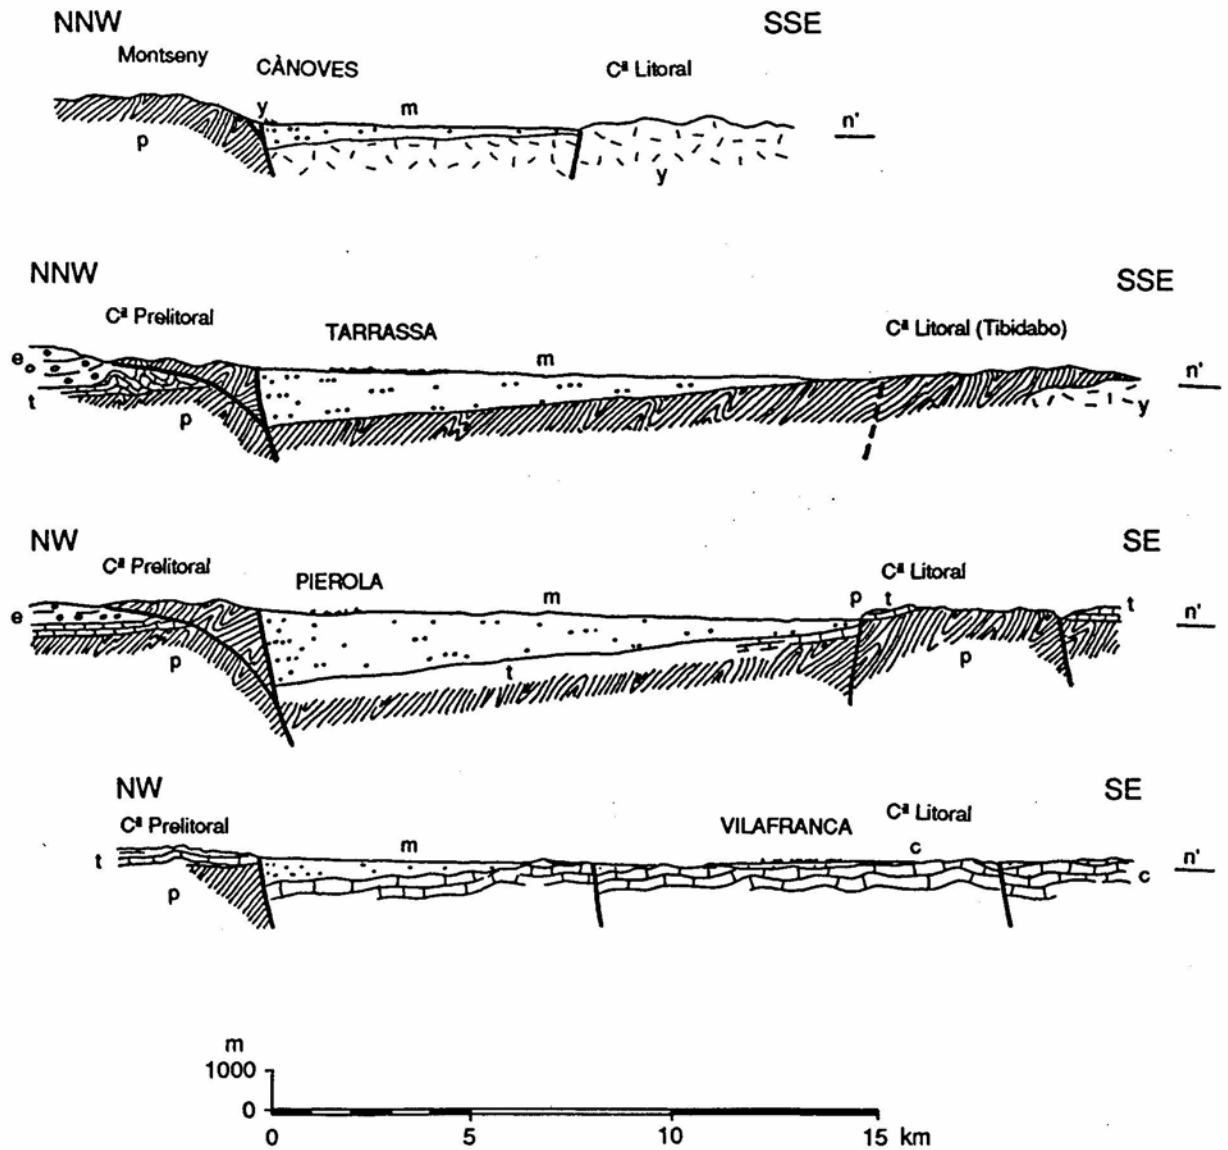 NNW SSE
Montseny CÀNOVES Cª Litoral
y m n'
p y
NNW SSE
Cª Prelitoral TARRASSA Cª Litoral (Tibidabo)
e m n'
o
t p y
NW SE
Cª Prelitoral PIEROLA Cª Litoral
m p t t
e n'
p t p
NW SE
Cª Prelitoral VILAFRANCA Cª Litoral
t m c n'
p c
m
1000
0
0 5 10 15 km